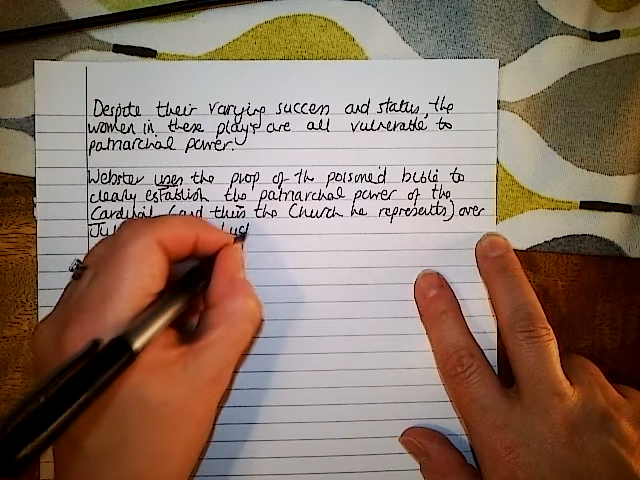 Despite their varying success and status, the
women in these plays are all vulnerable to
patriarchal power.
Webster uses the prop of the poisoned bible to
clearly establish the patriarchal power of the
Cardinal (and thus the Church he represents) over